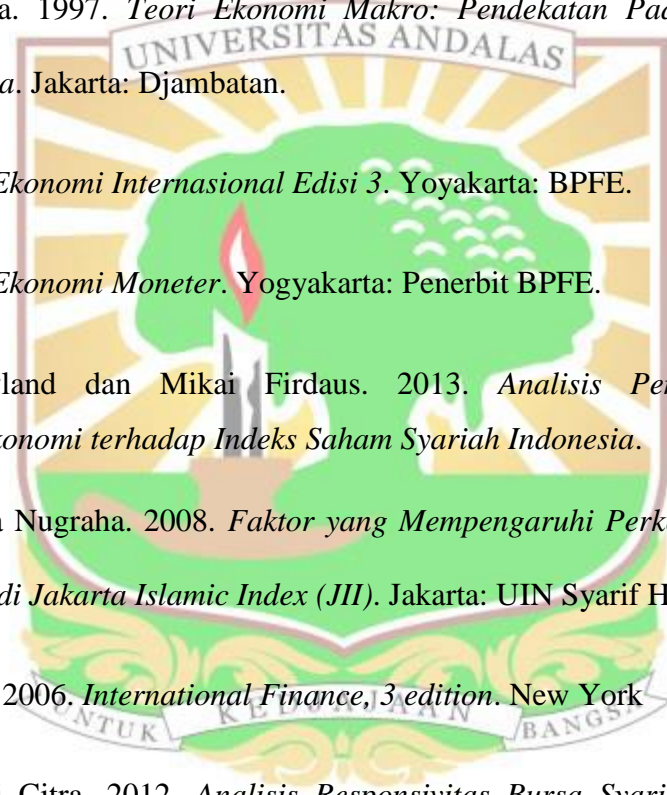 a. 1997. Teori Ekonomi Makro: Pendekatan Pad
UNIVERSITAS ANDALAS
a. Jakarta: Djambatan.
Ekonomi Internasional Edisi 3. Yoyakarta: BPFE.
Ekonomi Moneter. Yogyakarta: Penerbit BPFE.
land dan Mikai Firdaus. 2013. Analisis Pe
konomi terhadap Indeks Saham Syariah Indonesia.
a Nugraha. 2008. Faktor yang Mempengaruhi Perk
di Jakarta Islamic Index (JII). Jakarta: UIN Syarif H
2006. International Finance, 3 edition. New York
UNTUK KEDJAJAAN BANGSA
Citra. 2012. Analisis Responsivitas Bursa Syari